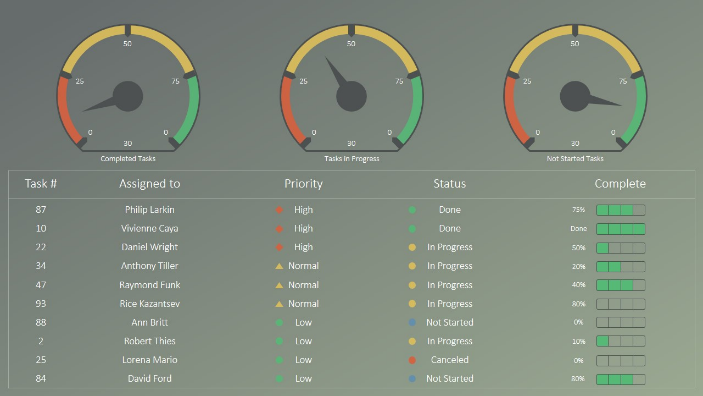 50 50 50
25 75 25 75 25 75
0 0 0 0 0 0
30 30 30
Completed Tasks Tasks In Progress Not Started Tasks
Task # Assigned to Priority Status Complete
87 Philip Larkin High Done 75%
10 Vivienne Caya High Done Done
22 Daniel Wright High In Progress 50%
34 Anthony Tiller Normal In Progress 20%
47 Raymond Funk Normal In Progress 40%
93 Rice Kazantsev Normal In Progress 80%
88 Ann Britt Low Not Started 0%
2 Robert Thies Low In Progress 10%
25 Lorena Mario Low Canceled 0%
84 David Ford Low Not Started 80%